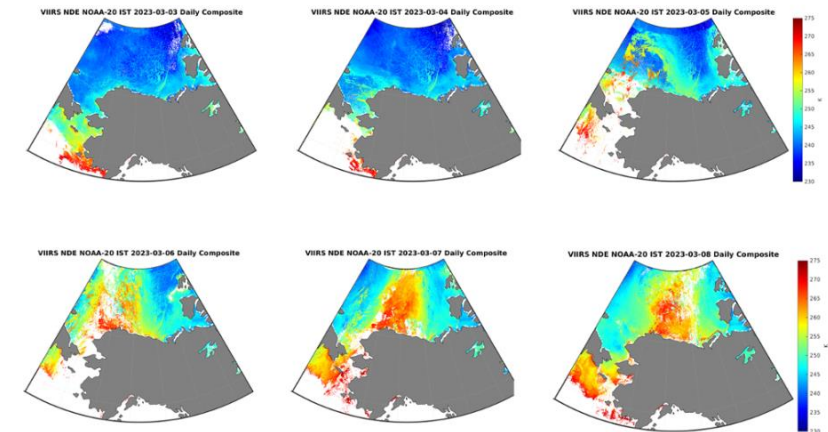 VIIRS NDE NOAA-20 IST 2023-03-03 Daily Composite
VIIRS NDE NOAA-20 IST 2023-03-04 Daily Composite
VIIRS NDE NOAA-20 IST 2023-03-05 Daily Composite
275
270
265
260
255
250
245
240
235
230
K
VIIRS NDE NOAA-20 IST 2023-03-06 Daily Composite
VIIRS NDE NOAA-20 IST 2023-03-07 Daily Composite
VIIRS NDE NOAA-20 IST 2023-03-08 Daily Composite
275
270
265
260
255
250
245
240
235
230